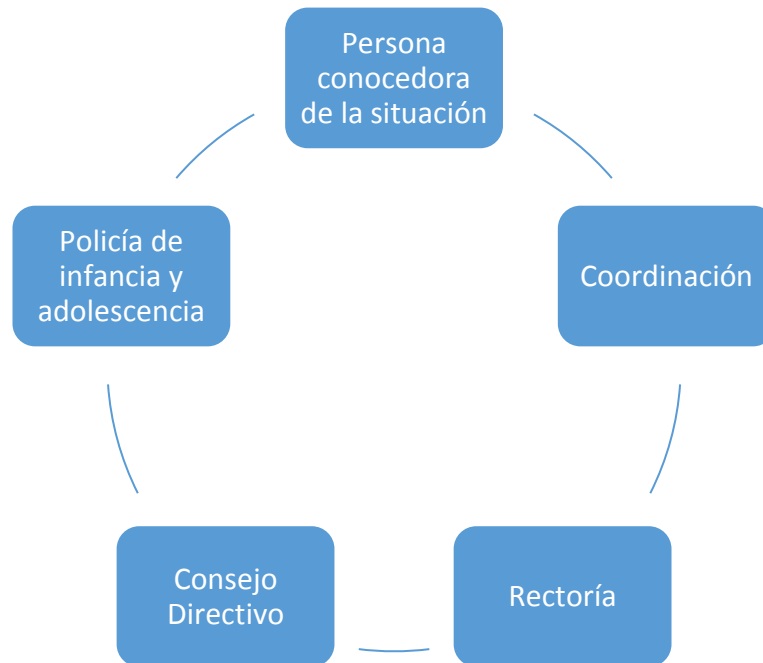 Persona
conocedora
de la situación
Coordinación
Rectoría
Consejo
Directivo
Policía de
infancia y
adolescencia